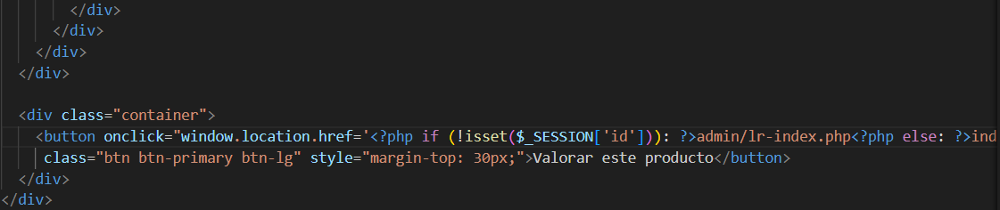 </div>
</div>
</div>
</div>
<div class="container">
<button onclick="window.location.href='<?php if (!isset($_SESSION['id'])): ?>admin/lr-index.php<?php else: ?>ind
class="btn btn-primary btn-lg" style="margin-top: 30px;">Valorar este producto</button>
</div>
</div>